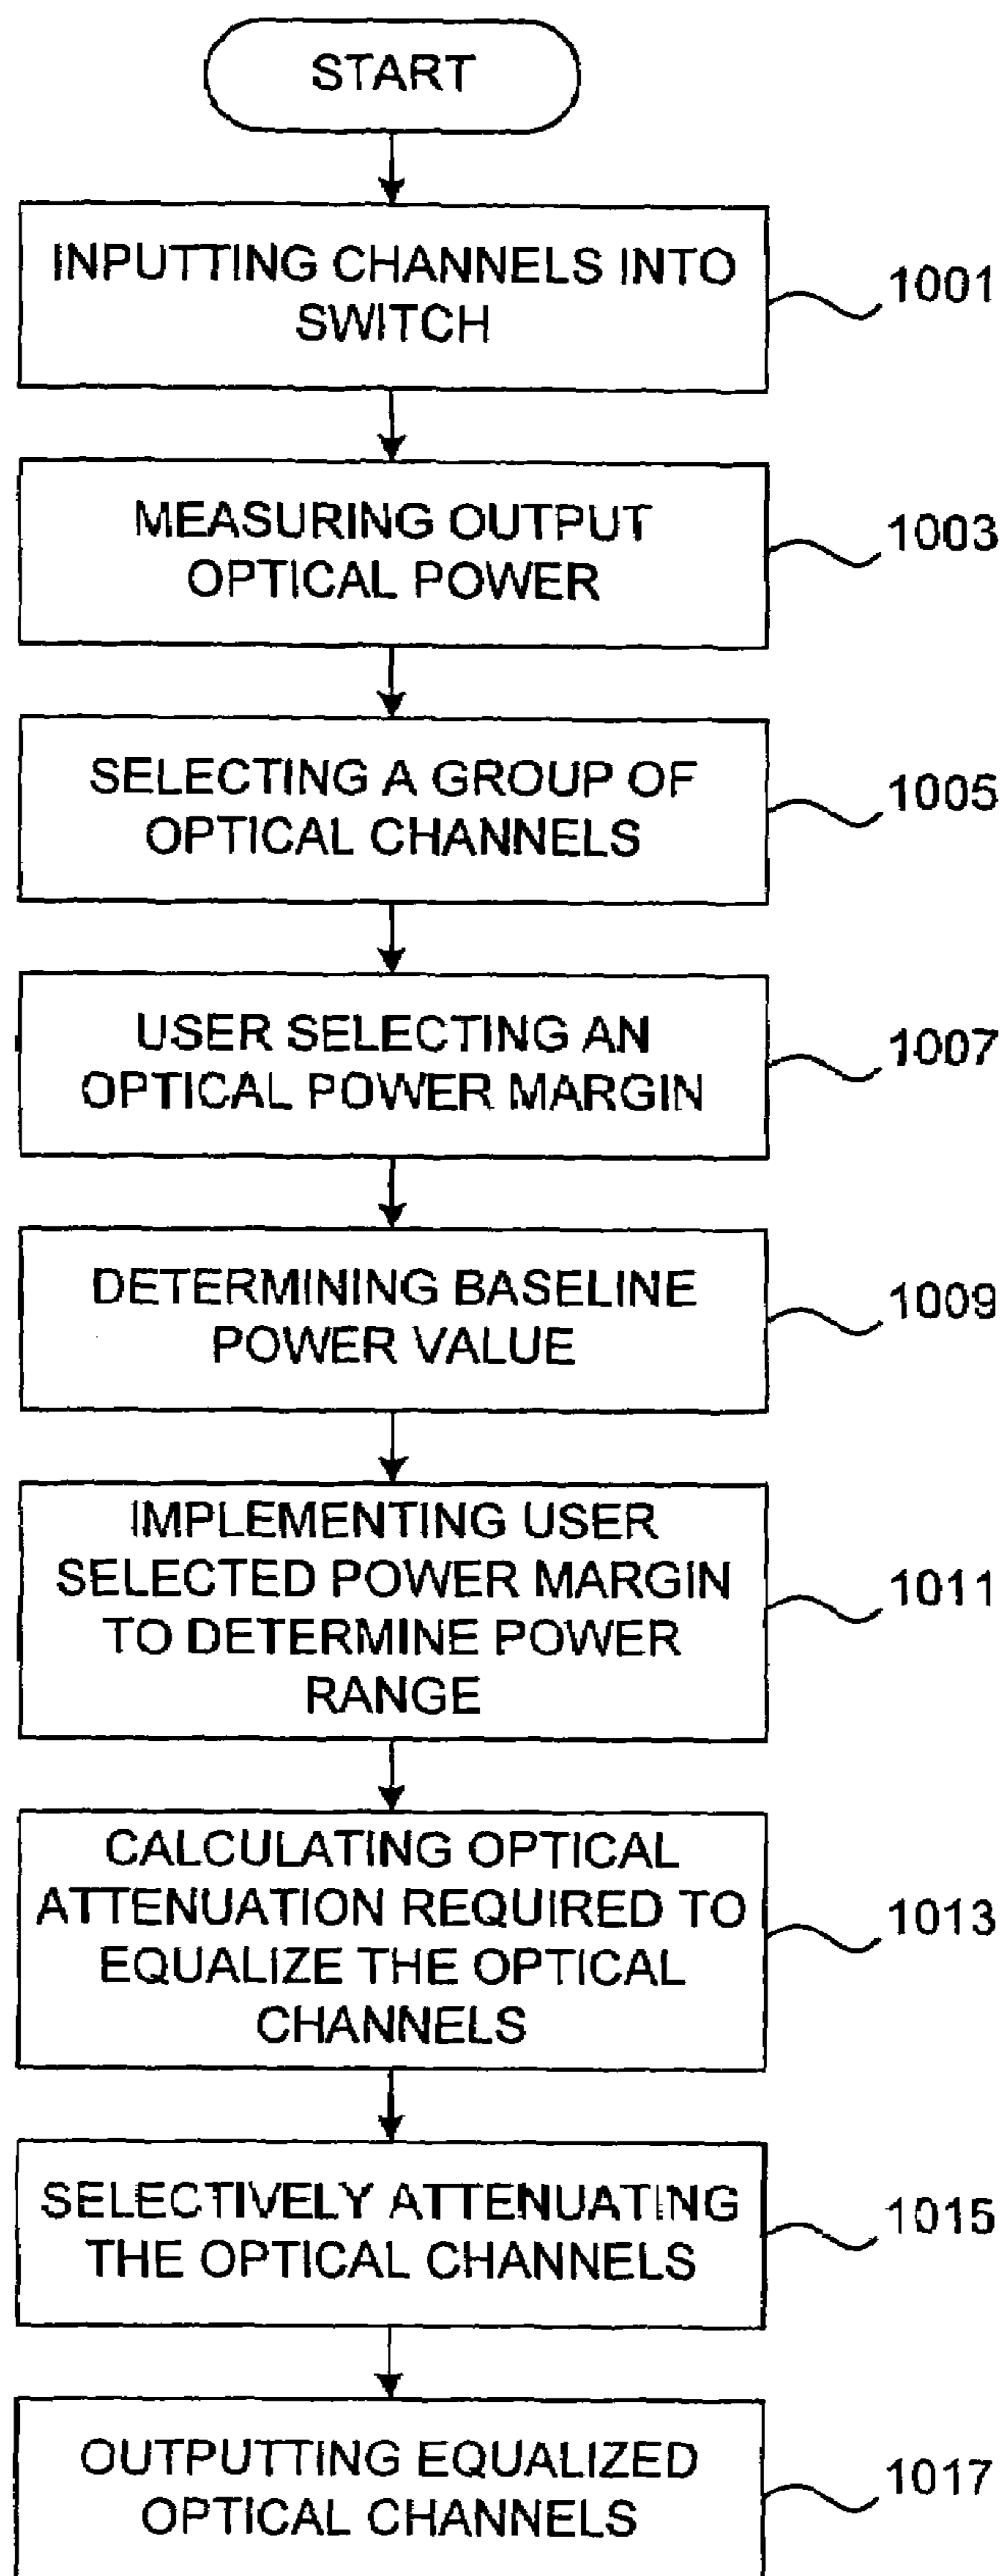 START
INPUTTING CHANNELS INTO
SWITCH
1001
MEASURING OUTPUT
OPTICAL POWER
1003
SELECTING A GROUP OF
OPTICAL CHANNELS
1005
USER SELECTING AN
OPTICAL POWER MARGIN
1007
DETERMINING BASELINE
POWER VALUE
1009
IMPLEMENTING USER
SELECTED POWER MARGIN
TO DETERMINE POWER
RANGE
1011
CALCULATING OPTICAL
ATTENUATION REQUIRED TO
EQUALIZE THE OPTICAL
CHANNELS
1013
SELECTIVELY ATTENUATING
THE OPTICAL CHANNELS
1015
OUTPUTTING EQUALIZED
OPTICAL CHANNELS
1017